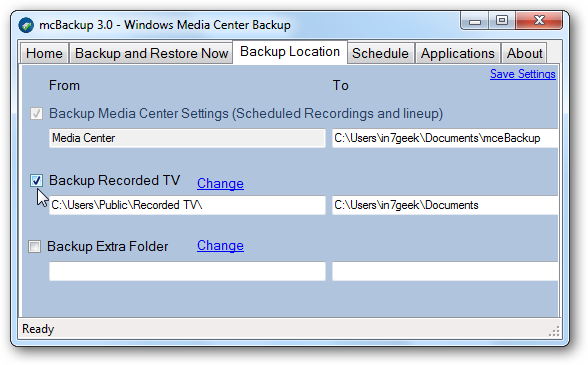 mcBackup 3.0 - Windows Media Center Backup
Home Backup and Restore Now Backup Location Schedule Applications About
Save Settings
From To
Backup Media Center Settings (Scheduled Recordings and lineup)
Media Center C:\Users\in7geek\Documents\mceBackup
Backup Recorded TV Change
C:\Users\Public\Recorded TV\ C:\Users\in7geek\Documents
Backup Extra Folder Change
Ready